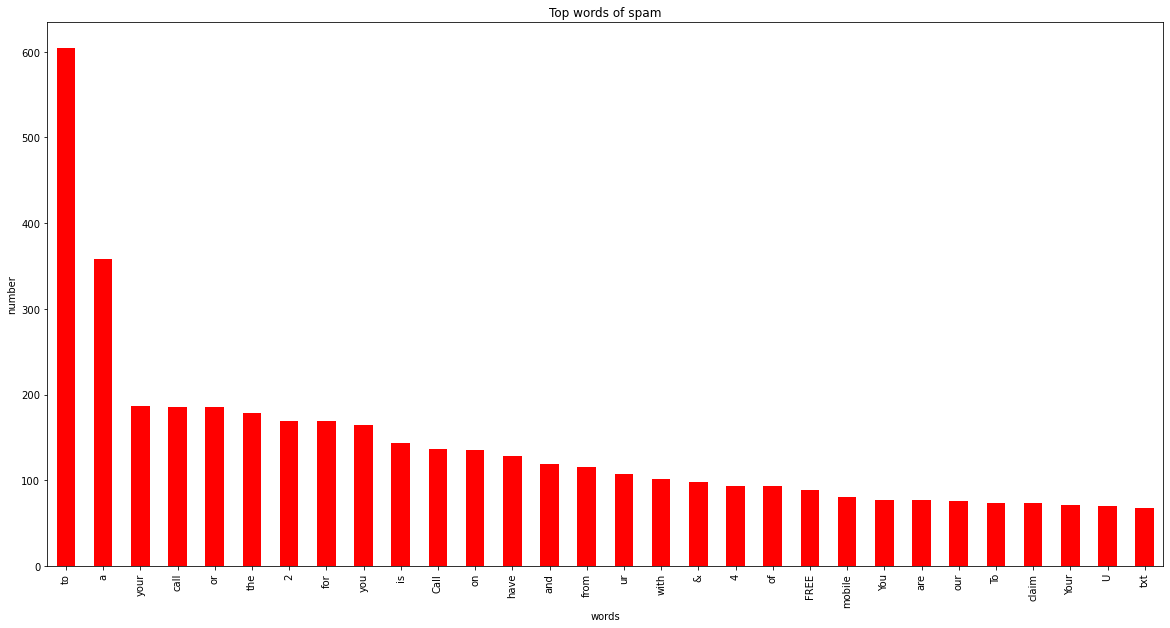 Top words of spam
number
600
500
400
300
200
100
0
to a your call or the 2 for you is Call on have and from ur with & 4 of FREE mobile You are our To claim Your U txt
words